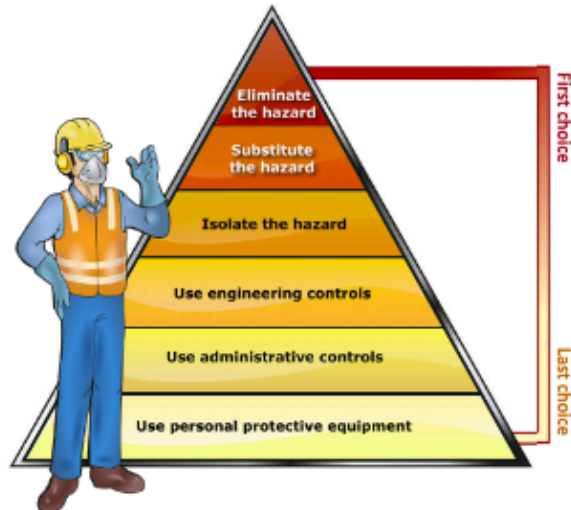 Eliminate
the hazard
Substitute
the hazard
Isolate the hazard
Use engineering controls
Use administrative controls
Use personal protective equipment
First choice
Last choice